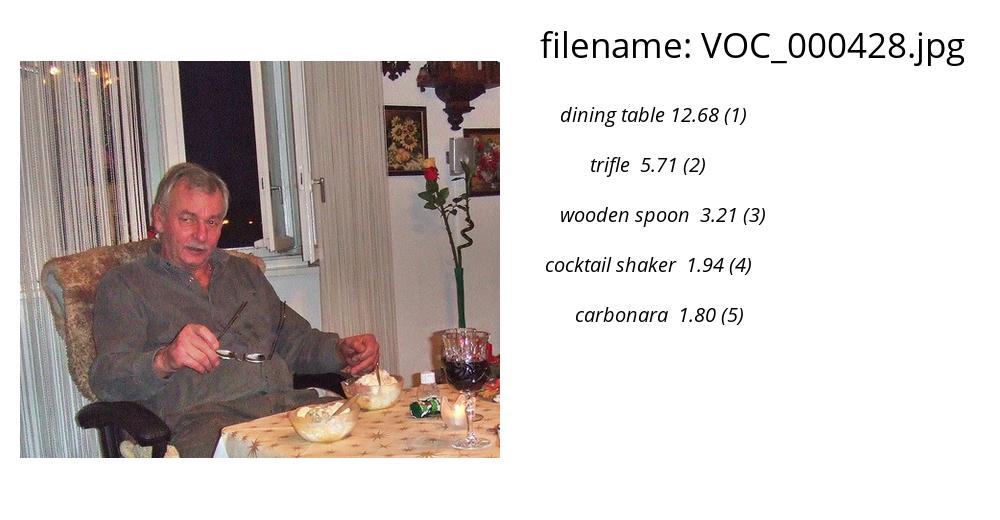 filename: VOC_000428.jpg
dining table 12.68 (1)
trifle 5.71 (2)
wooden spoon 3.21 (3)
cocktail shaker 1.94 (4)
carbonara 1.80 (5)